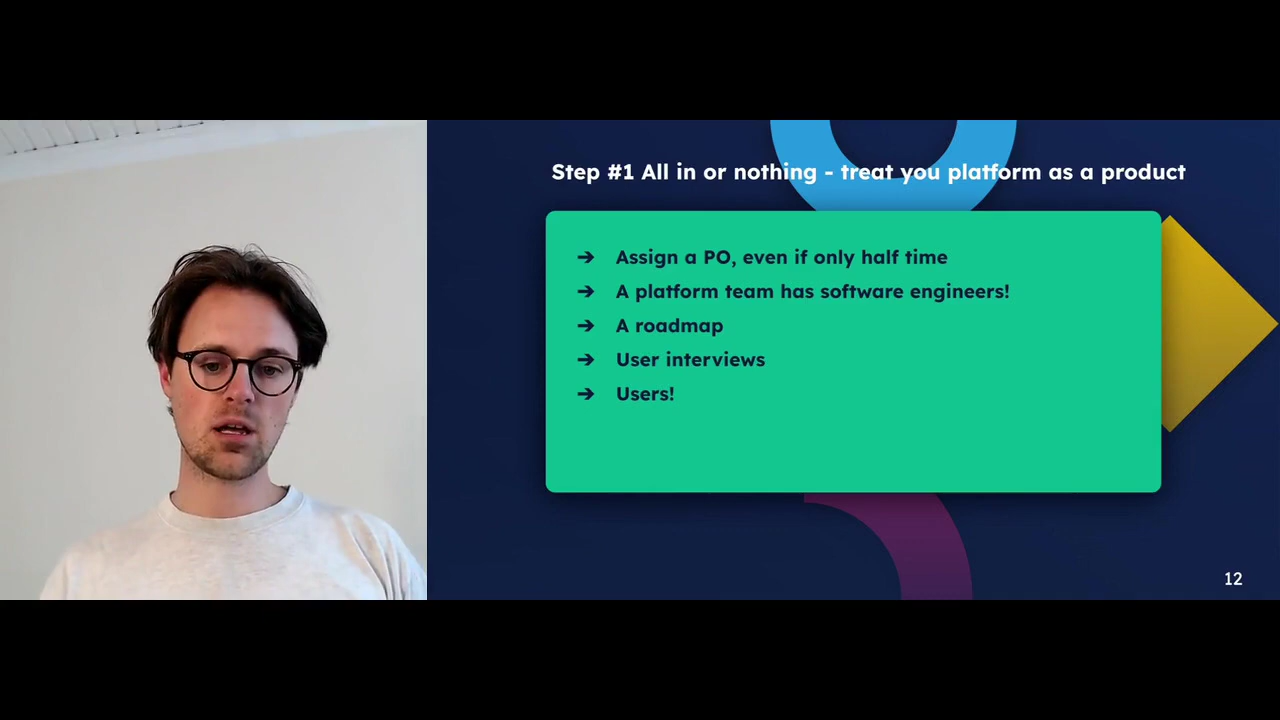 Step #1 All in or nothing - treat you platform as a product
➔ Assign a PO, even if only half time
➔ A platform team has software engineers!
➔ A roadmap
➔ User interviews
➔ Users!
12